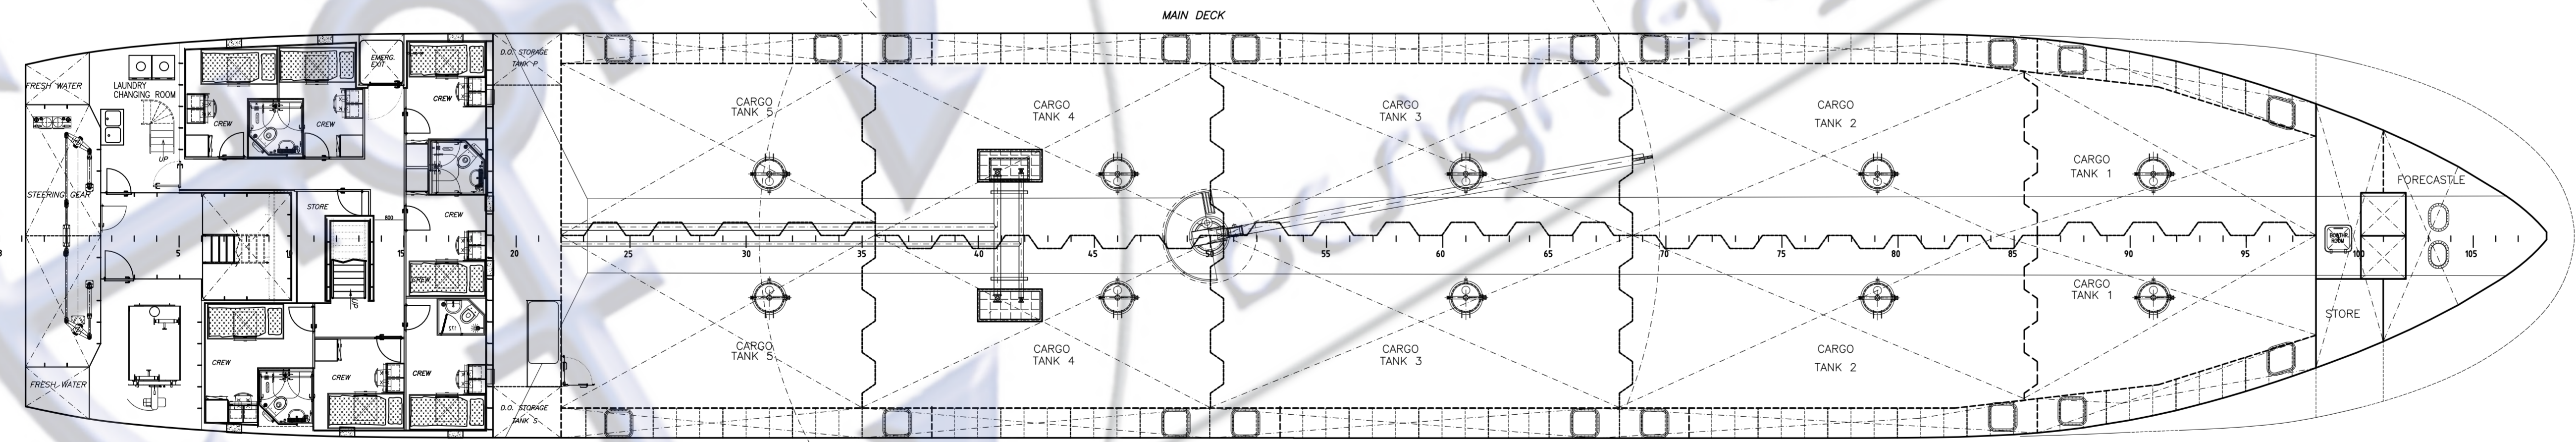 MAIN DECK
D.O. STORAGE
TANK P
EMERG.
EXIT
FRESH WATER
LAUNDRY
CHANGING ROOM
CREW
CREW
CREW
UP
STEERING GEAR
STORE
800
CREW
CARGO
TANK 5
CARGO
TANK 4
CARGO
TANK 3
CARGO
TANK 2
CARGO
TANK 1
FORECASTLE
Design
5
15
20
25
30
35
40
45
50
55
60
65
70
75
80
85
90
95
100
105
CARGO
TANK 5
CARGO
TANK 4
CARGO
TANK 3
CARGO
TANK 2
CARGO
TANK 1
STORE
UP
CREW
CREW
CREW
FRESH WATER
D.O. STORAGE
TANK S